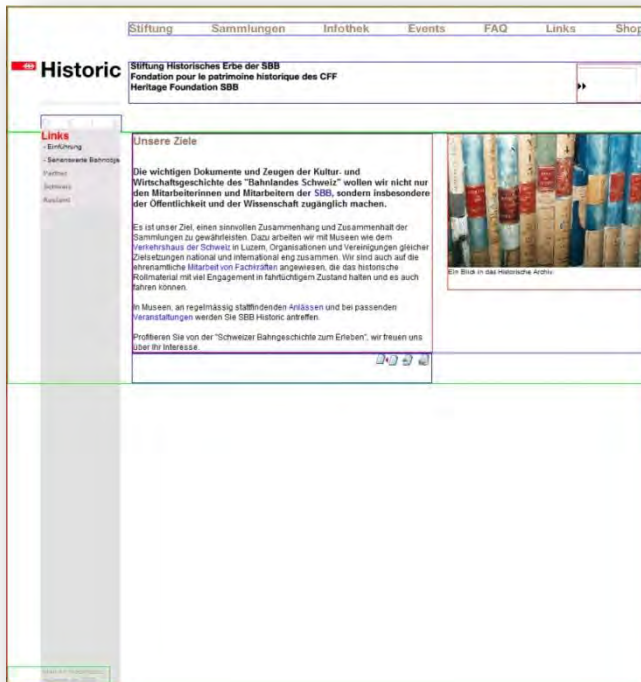 Stiftung Sammlungen Infothek Events FAQ Links Shop
Historic
Stiftung Historisches Erbe der SBB
Fondation pour le patrimoine historique des CFF
Heritage Foundation SBB
Links
- Einführung
Partner
Schweiz
Ausland
Unsere Ziele
Die wichtigen Dokumente und Zeugen der Kultur- und
Wirtschaftsgeschichte des "Bahnlandes Schweiz" wollen wir nicht nur
den Mitarbeiterinnen und Mitarbeitern der SBB, sondern insbesondere
der Öffentlichkeit und der Wissenschaft zugänglich machen.
Es ist unser Ziel, einen sinnvollen Zusammenhang und Zusammenhalt der
Sammlungen zu gewährleisten. Dazu arbeiten wir mit Museen wie dem
Verkehrshaus der Schweiz in Luzern, Organisationen und Vereinigungen gleicher
Zielsetzungen national und international eng zusammen. Wir sind auch auf die
ehrenamtliche Mitarbeit von Fachkräften angewiesen, die das historische
Rollmaterial mit viel Engagement in fahrtüchtigem Zustand halten und es auch
fahren können.
In Museen, an regelmässig stattfindenden Anlässen und bei passenden
Veranstaltungen werden Sie SBB Historic antreffen.
Profitieren Sie von der "Schweizer Bahngeschichte zum Erleben", wir freuen uns
über Ihr Interesse.
Ein Blick in das Historische Archiv